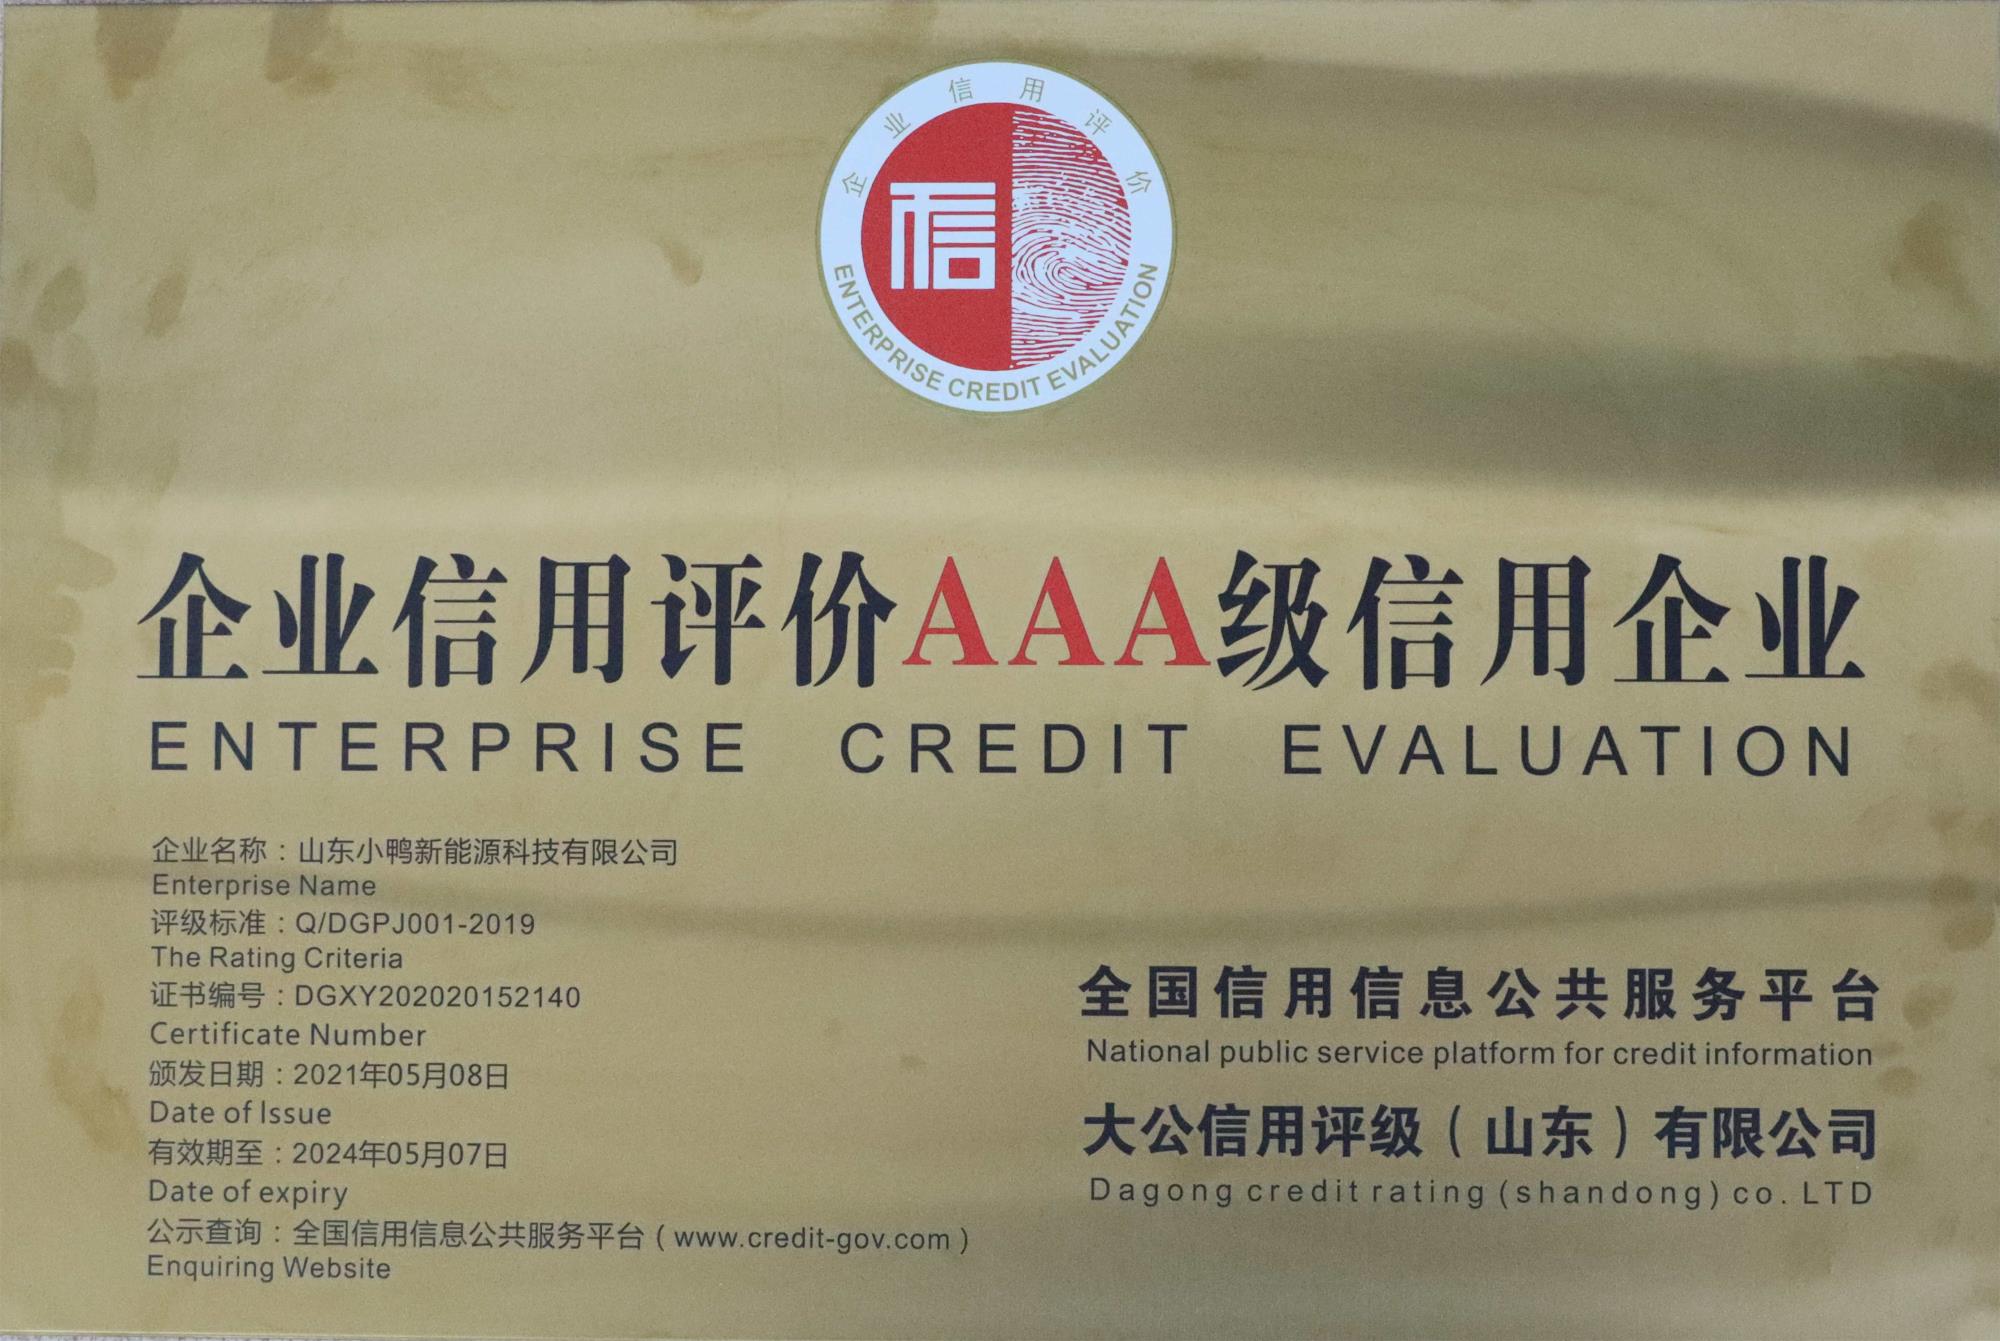 企业信用评价
信
ENTERPRISE CREDIT EVALUATION
企业信用评价AAA级信用企业
ENTERPRISE CREDIT EVALUATION
企业名称：山东小鸭新能源科技有限公司
Enterprise Name
评级标准：Q/DGPJ001-2019
The Rating Criteria
证书编号：DGXY202020152140
Certificate Number
颁发日期：2021年05月08日
Date of Issue
有效期至：2024年05月07日
Date of expiry
公示查询：全国信用信息公共服务平台（www.credit-gov.com）
Enquiring Website
全国信用信息公共服务平台
National public service platform for credit information
大公信用评级（山东）有限公司
Dagong credit rating (shandong) co. LTD